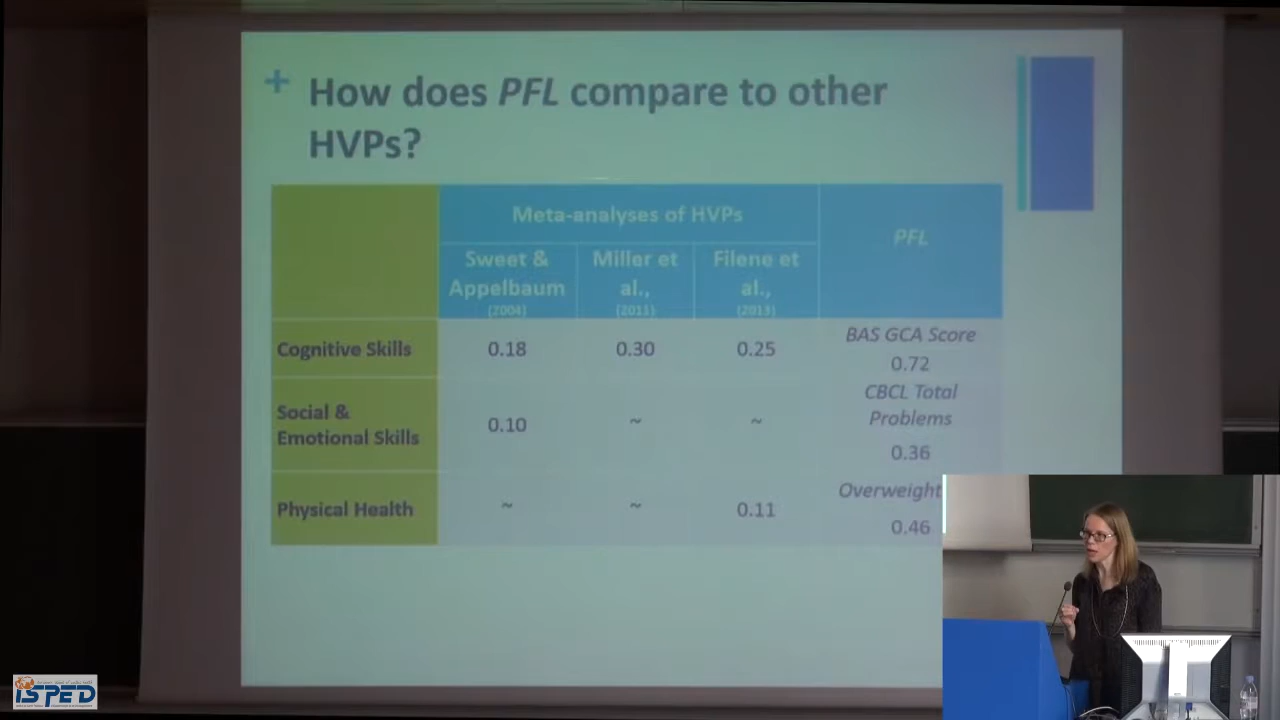 + How does PFL compare to other
HVPs?
Meta-analyses of HVPs
PFL
Sweet & Appelbaum (2004)
Miller et al., (2011)
Filene et al., (2013)
Cognitive Skills 0.18 0.30 0.25 BAS GCA Score 0.72
Social & Emotional Skills 0.10 ~ ~ CBCL Total Problems 0.36
Physical Health ~ ~ 0.11 Overweight 0.46
ISPED